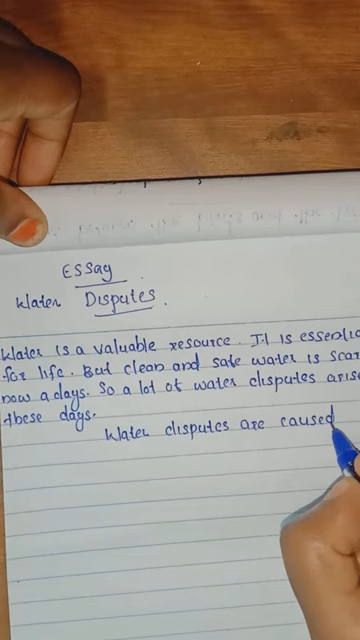 Essay
Water Disputes.
Water is a valuable resource. It is essentia
for life. But clean and safe water is scar
now a days. So a lot of water disputes arise
these days.
Water disputes are caused